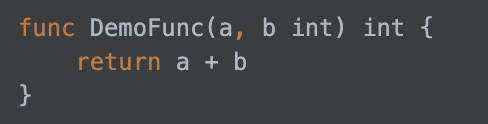 func DemoFunc(a, b int) int {
    return a + b
}